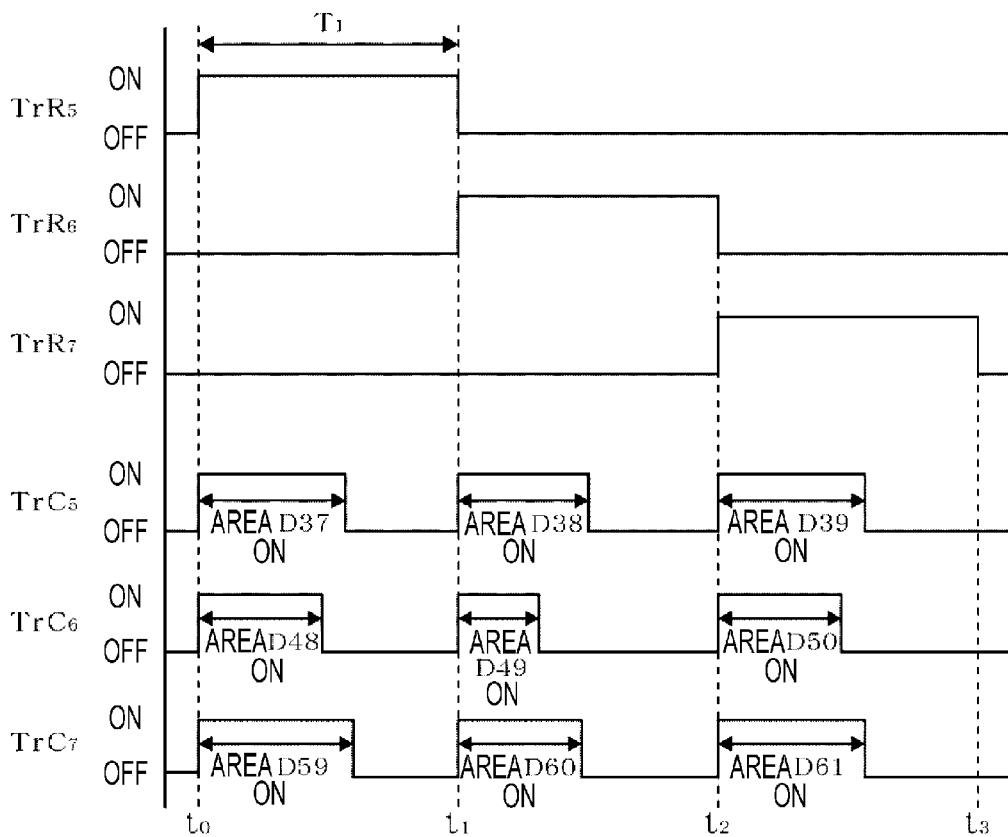 T₁
ON
TrR₅
OFF
ON
TrR₆
OFF
ON
TrR₇
OFF
ON
TrC₅
OFF
AREA D37
ON
AREA D38
ON
AREA D39
ON
ON
TrC₆
OFF
AREA D48
ON
AREA
D49
ON
AREA D50
ON
ON
TrC₇
OFF
AREA D59
ON
AREA D60
ON
AREA D61
ON
t₀ t₁ t₂ t₃